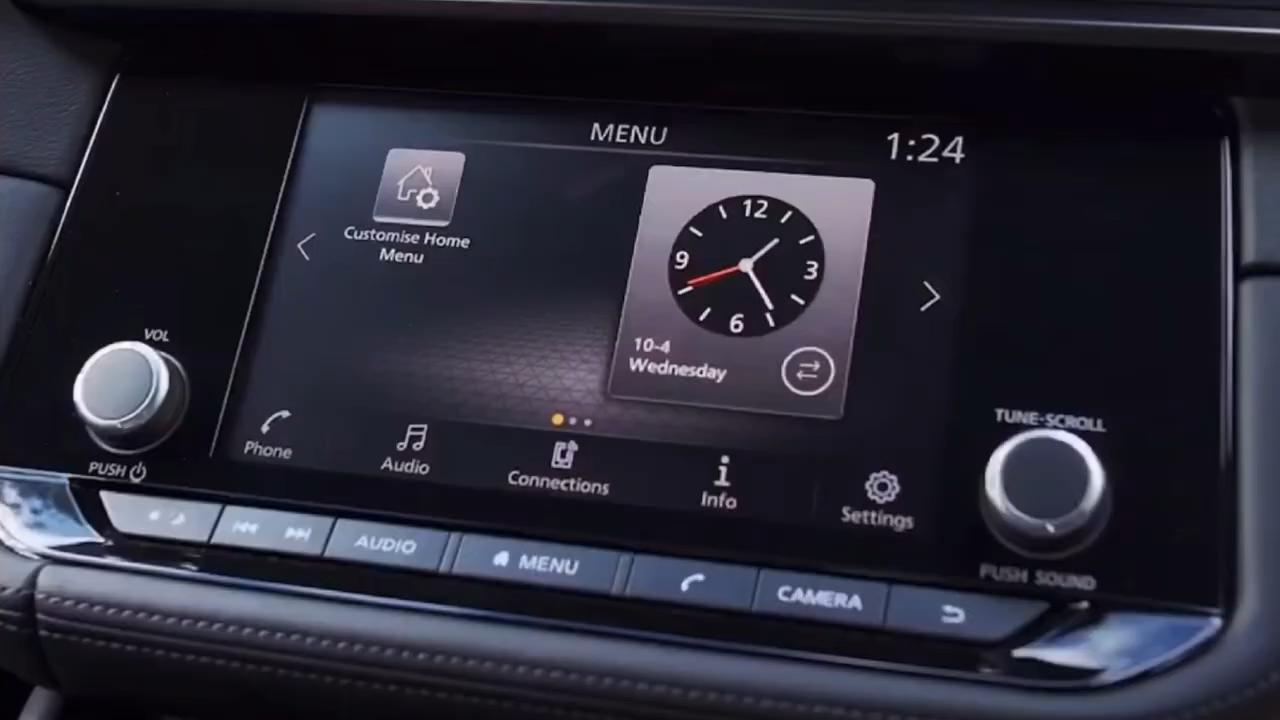 MENU
1:24
Customise Home
Menu
12
9
3
6
10-4
Wednesday
VOL
PUSH
Phone
Audio
Connections
Info
Settings
TUNE-SCROLL
PUSH SOUND
AUDIO
MENU
CAMERA